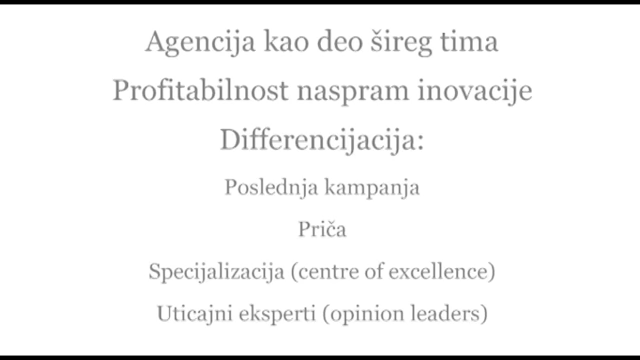 Agencija kao deo šireg tima
Profitabilnost naspram inovacije
Differencijacija:
Poslednja kampanja
Priča
Specijalizacija (centre of excellence)
Uticajni eksperti (opinion leaders)